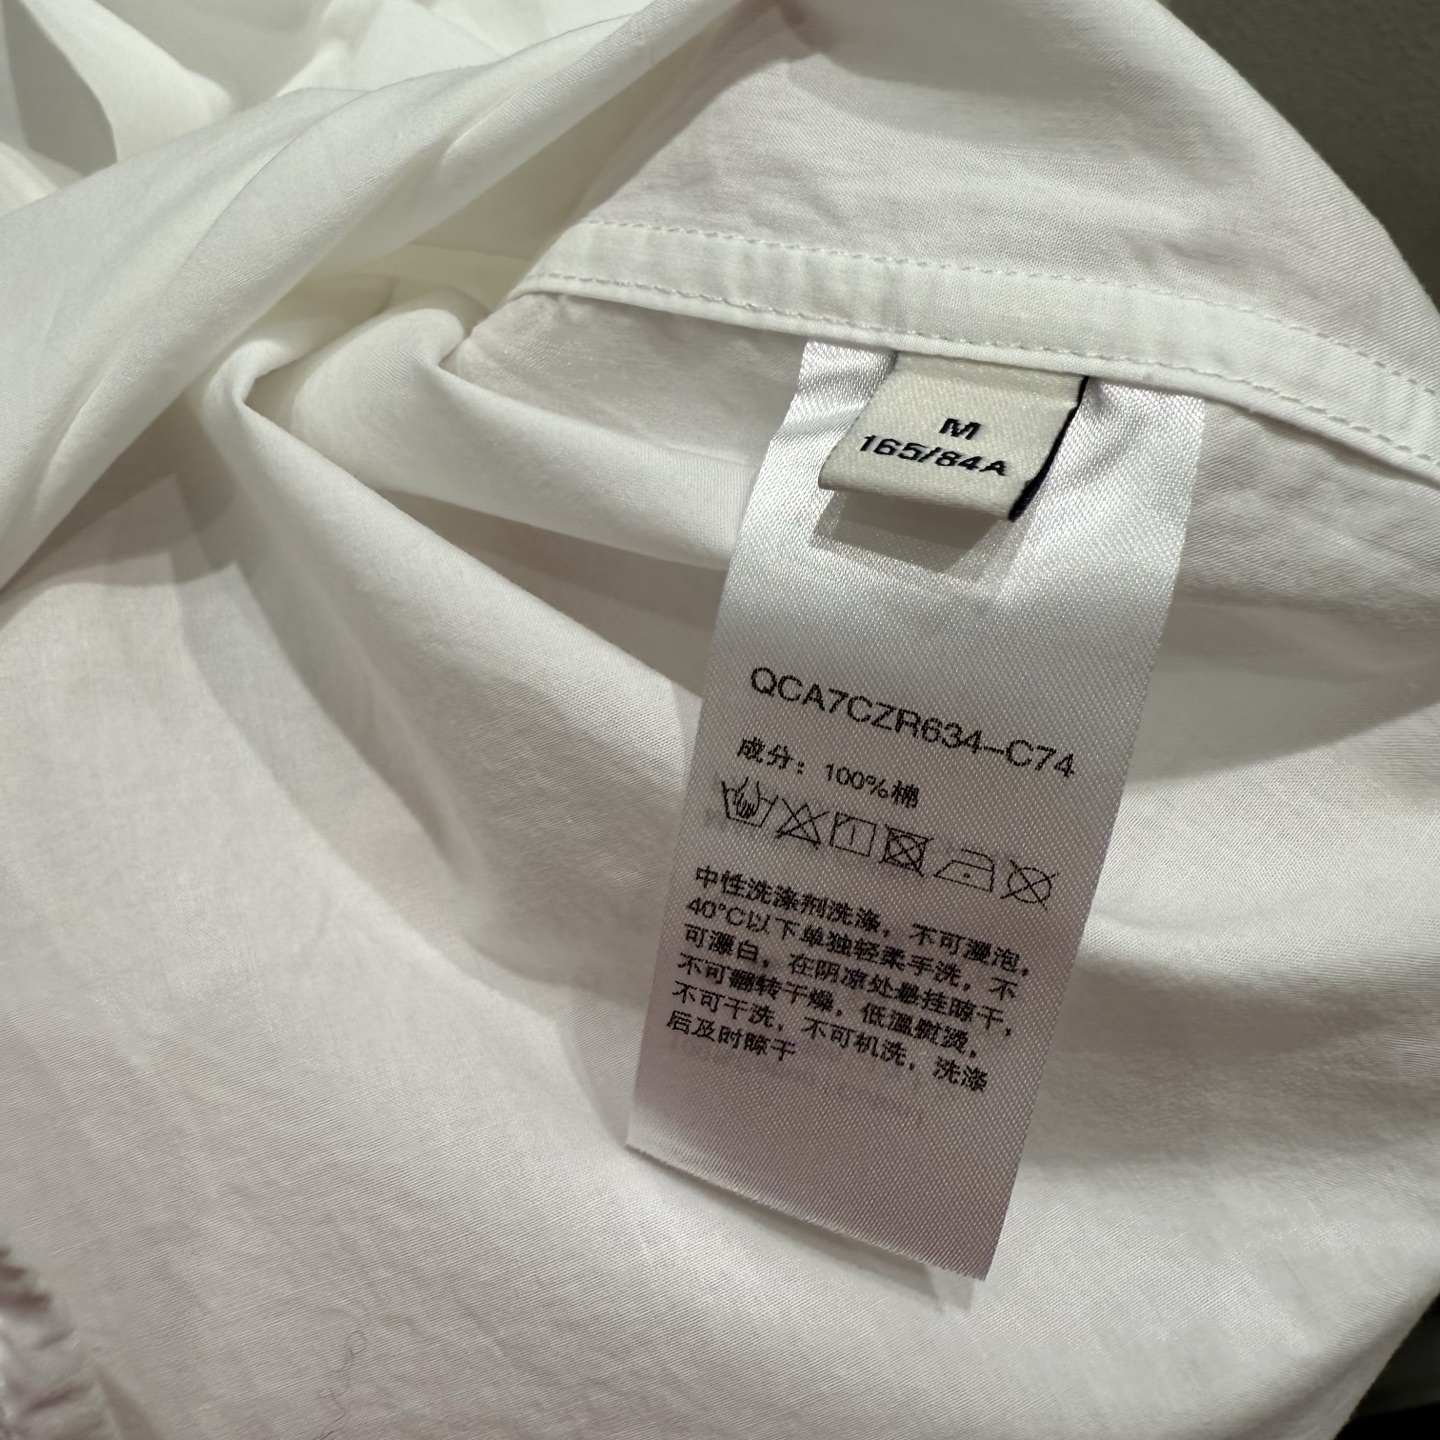 M
165/84A
QCA7CZR634-C74
成分：100%棉
中性洗涤剂洗涤，不可漫泡，
40°C以下单独轻柔手洗，不
可漂白，在阴凉处悬挂晾干，
不可翻转干燥，低温熨烫，
不可干洗，不可机洗，洗涤
后及时晾干